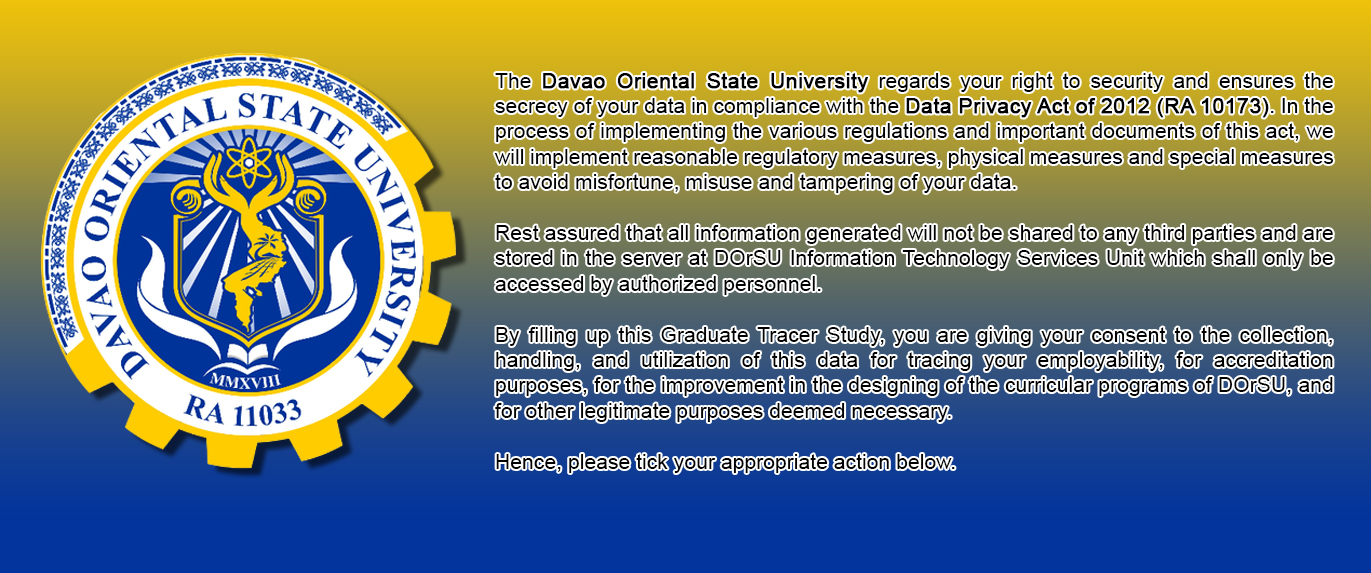 DAVAO ORIENTAL STATE UNIVERSITY
MMXVIII
RA 11033
The Davao Oriental State University regards your right to security and ensures the
secrecy of your data in compliance with the Data Privacy Act of 2012 (RA 10173). In the
process of implementing the various regulations and important documents of this act, we
will implement reasonable regulatory measures, physical measures and special measures
to avoid misfortune, misuse and tampering of your data.
Rest assured that all information generated will not be shared to any third parties and are
stored in the server at DOrSU Information Technology Services Unit which shall only be
accessed by authorized personnel.
By filling up this Graduate Tracer Study, you are giving your consent to the collection,
handling, and utilization of this data for tracing your employability, for accreditation
purposes, for the improvement in the designing of the curricular programs of DOrSU, and
for other legitimate purposes deemed necessary.
Hence, please tick your appropriate action below.